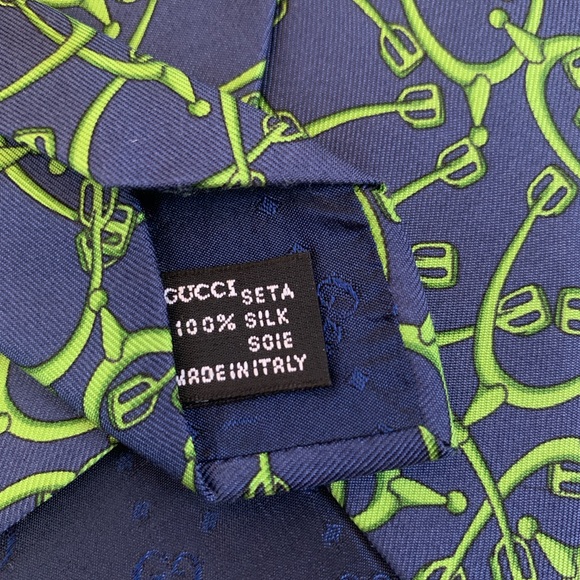 GUCCI SETA
100% SILK
SOIE
MADE IN ITALY